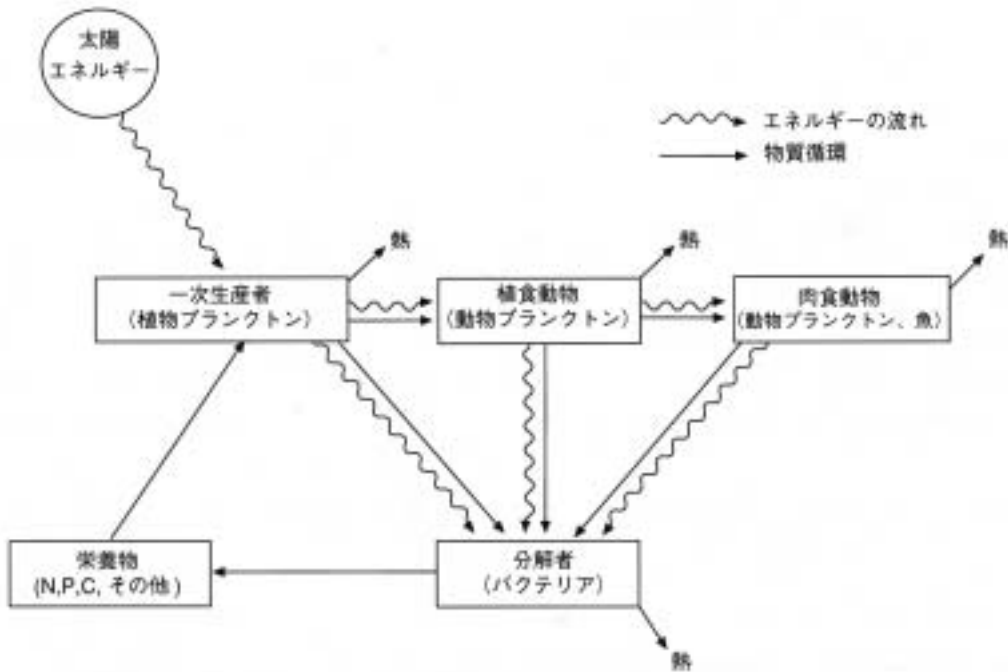 太陽
エネルギー
エネルギーの流れ
物質循環
熱
熱
熱
一次生産者
（植物プランクトン）
植食動物
（動物プランクトン）
肉食動物
（動物プランクトン、魚）
栄養物
(N,P,C, その他 )
分解者
（バクテリア）
熱